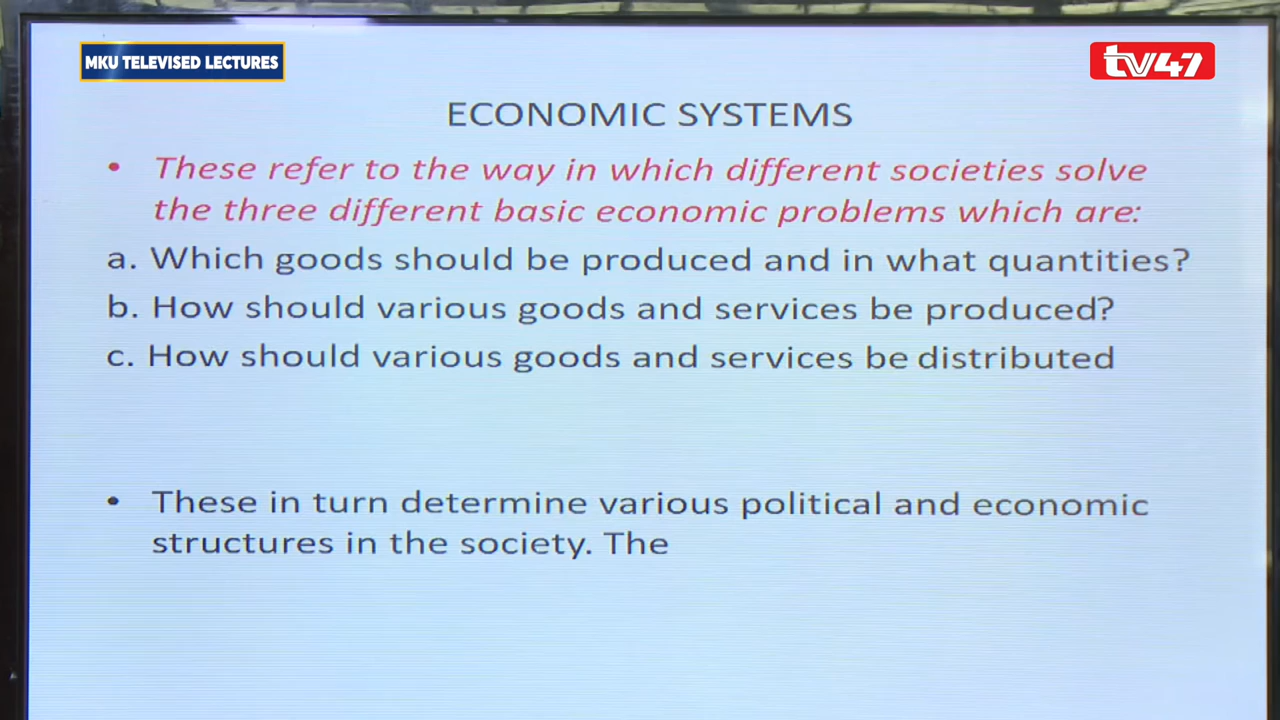 MKU TELEVISED LECTURES
tv47
ECONOMIC SYSTEMS
• These refer to the way in which different societies solve
the three different basic economic problems which are:
a. Which goods should be produced and in what quantities?
b. How should various goods and services be produced?
c. How should various goods and services be distributed
• These in turn determine various political and economic
structures in the society. The